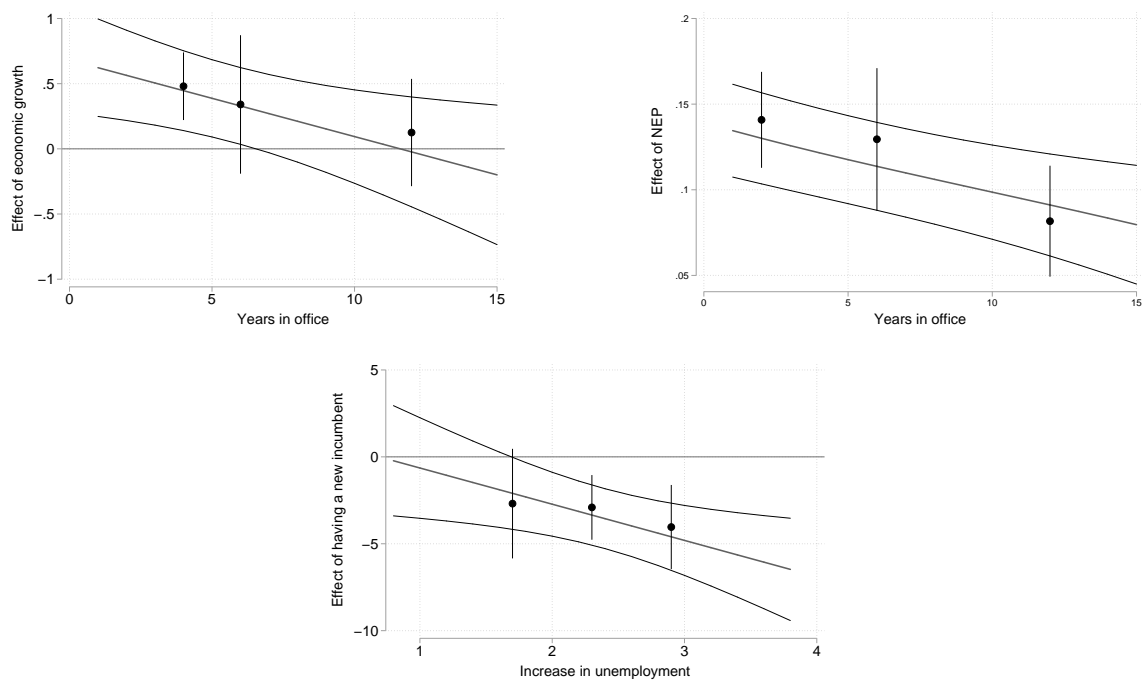 Effect of economic growth
1
.5
0
−.5
−1
0 5 10 15
Years in office
Effect of NEP
.2
.15
.1
.05
0 5 10 15
Years in office
Effect of having a new incumbent
5
0
−5
−10
1 2 3 4
Increase in unemployment